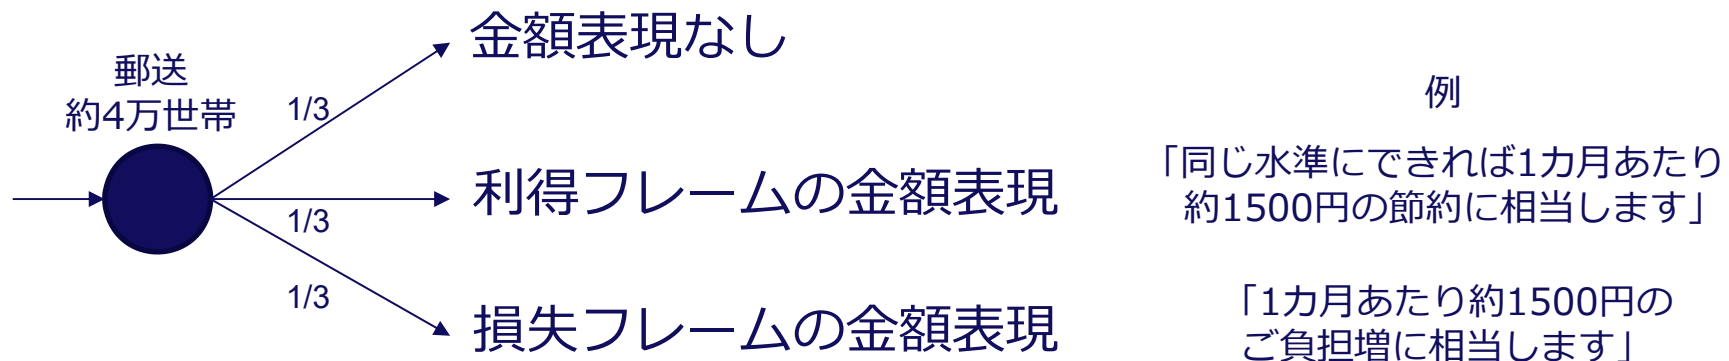 金額表現なし
郵送
約4万世帯
1/3
例
「同じ水準にできれば1カ月あたり
約1500円の節約に相当します」
利得フレームの金額表現
1/3
1/3
「1カ月あたり約1500円の
ご負担増に相当します」
損失フレームの金額表現